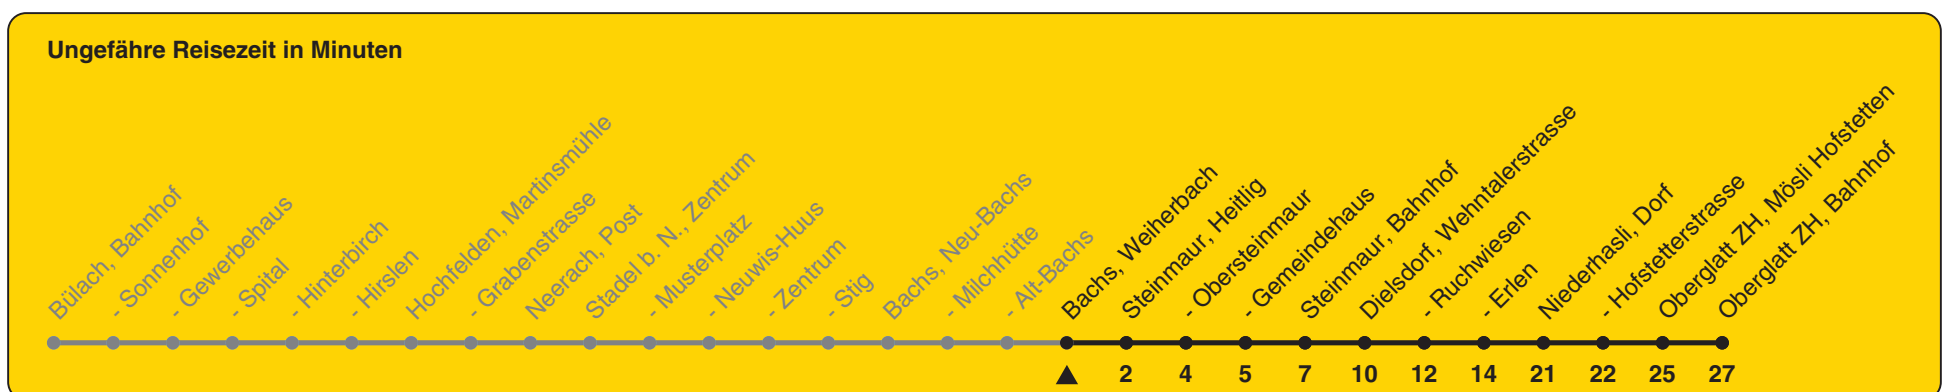 Ungefähre Reisezeit in Minuten
Bülach, Bahnhof
- Sonnenhof
- Gewerbehaus
- Spital
- Hinterbirch
- Hirslen
Hochfelden, Martinsmühle
- Grabenstrasse
Neerach, Post
Stadel b. N., Zentrum
- Musterplatz
- Neuwis-Huus
- Zentrum
- Stig
Bachs, Neu-Bachs
- Milchhütte
- Alt-Bachs
Bachs, Weiherbach
Steinmaur, Heitlig
- Obersteinmaur
- Gemeindehaus
Steinmaur, Bahnhof
Dielsdorf, Wehntalerstrasse
- Ruchwiesen
- Erlen
Niederhasli, Dorf
- Hofstetterstrasse
Oberglatt ZH, Mösli Hofstetten
Oberglatt ZH, Bahnhof
2 4 5 7 10 12 14 21 22 25 27